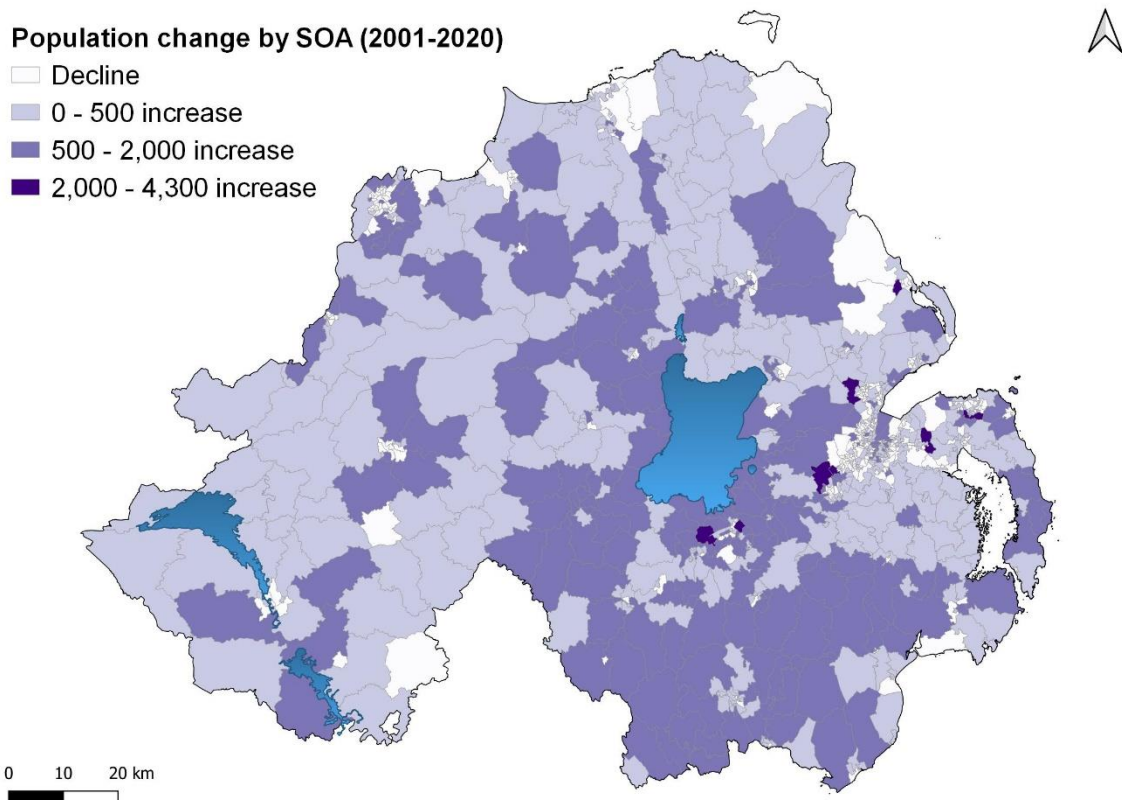 Population change by SOA (2001-2020)
Decline
0 - 500 increase
500 - 2,000 increase
2,000 - 4,300 increase
0 10 20 km